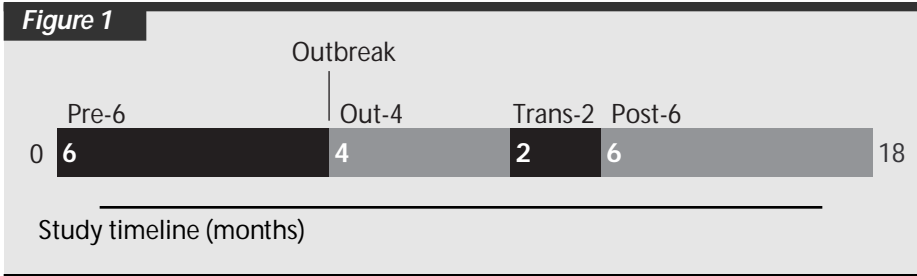 Figure 1
Outbreak
Pre-6 Out-4 Trans-2 Post-6
0 6 4 2 6 18
Study timeline (months)